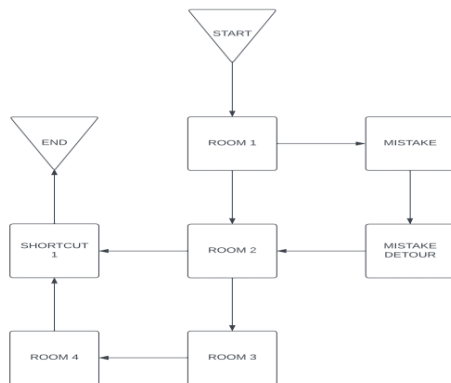 START
END
ROOM 1
MISTAKE
SHORTCUT
1
ROOM 2
MISTAKE
DETOUR
ROOM 4
ROOM 3